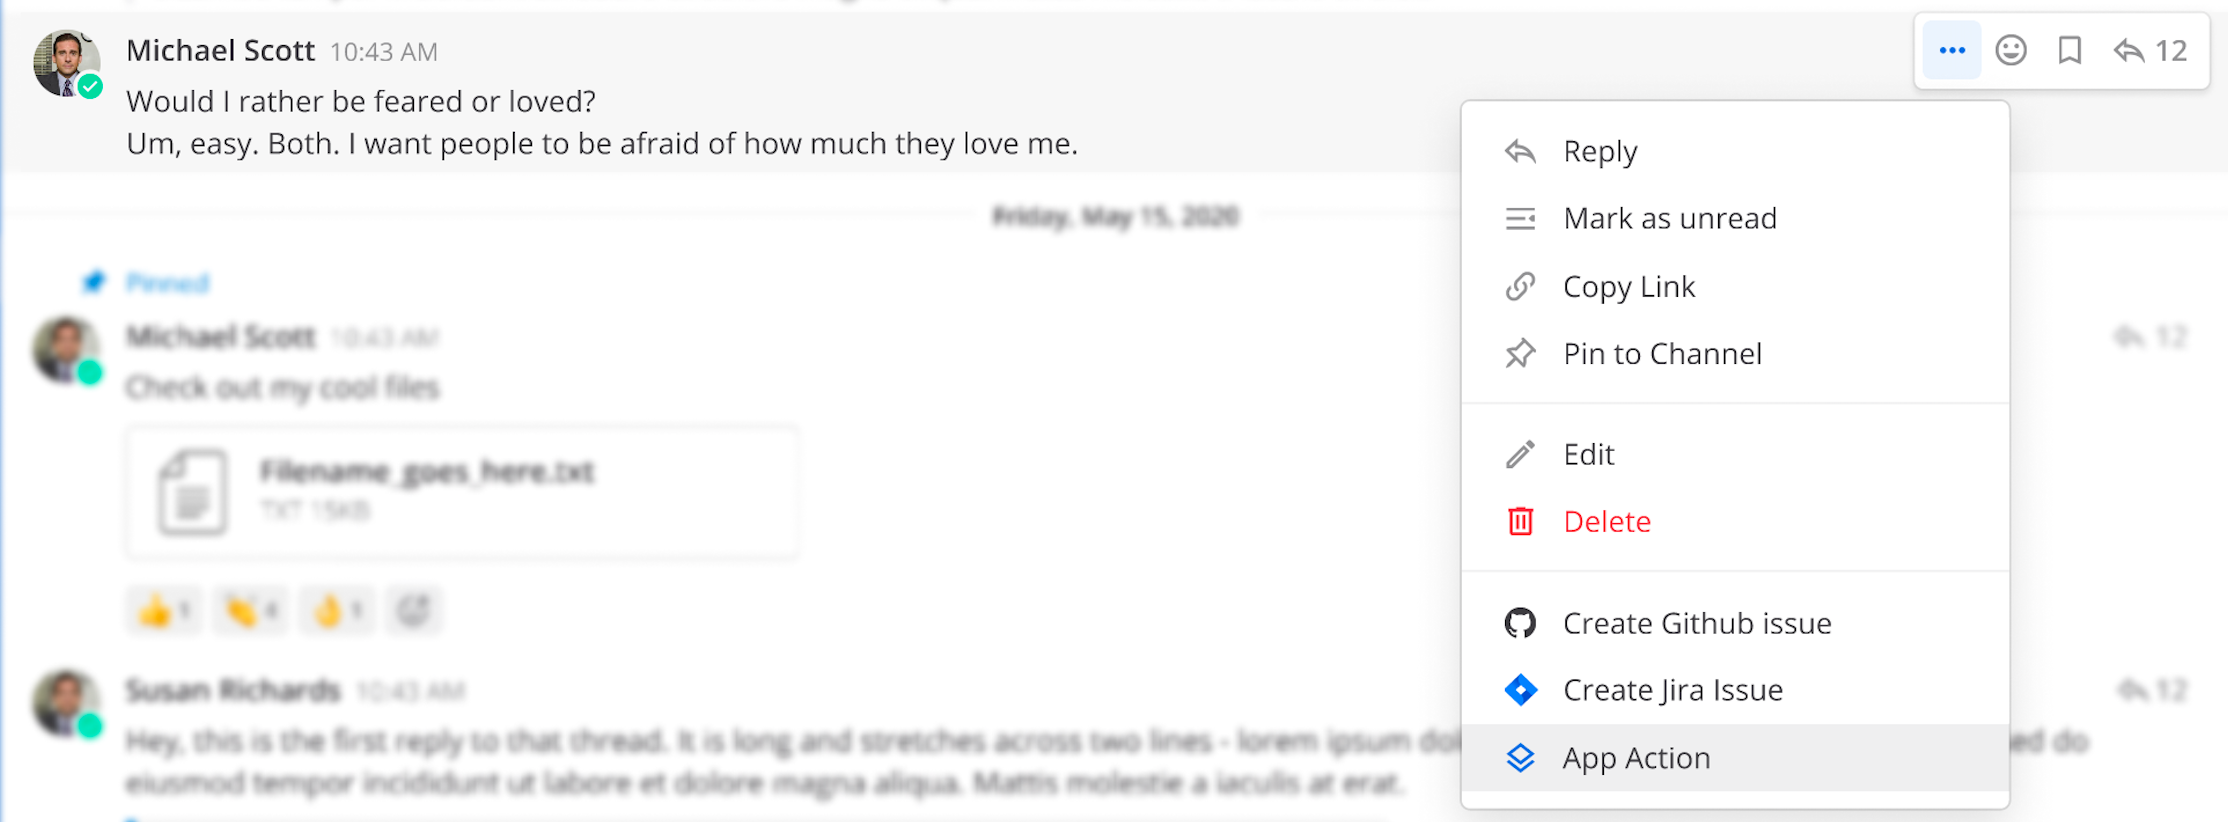 Michael Scott 10:43 AM
12
Would I rather be feared or loved?
Um, easy. Both. I want people to be afraid of how much they love me.
Reply
Mark as unread
Copy Link
Pin to Channel
Edit
Delete
Create Github issue
Create Jira Issue
App Action
Friday, May 15, 2020
Pinned
Michael Scott 10:43 AM
12
Check out my cool files
Filename_goes_here.txt
TXT 15KB
1 4 1
Susan Richards 10:43 AM
12
Hey, this is the first reply to that thread. It is long and stretches across two lines - lorem ipsum do
ed do
eiusmod tempor incididunt ut labore et dolore magna aliqua. Mattis molestie a iaculis at erat.